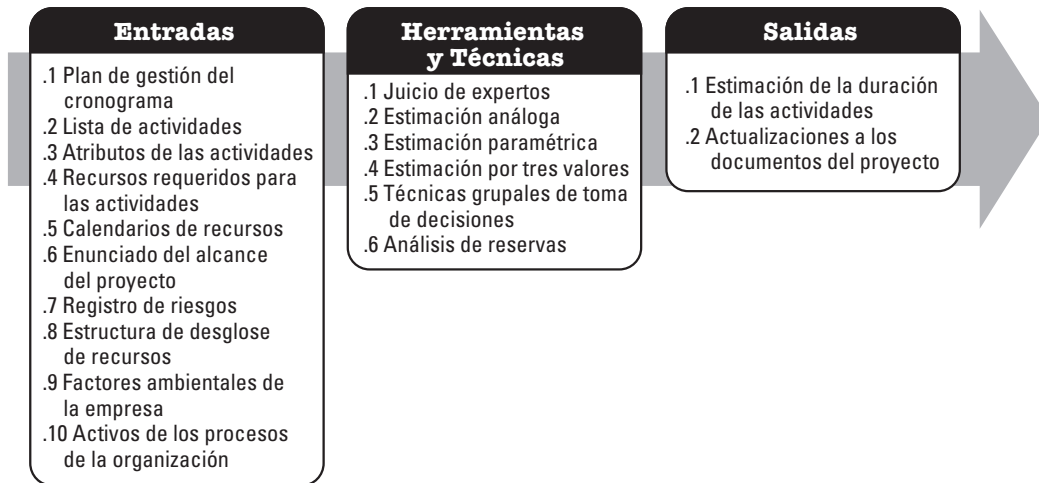 Entradas
.1 Plan de gestión del
cronograma
.2 Lista de actividades
.3 Atributos de las actividades
.4 Recursos requeridos para
las actividades
.5 Calendarios de recursos
.6 Enunciado del alcance
del proyecto
.7 Registro de riesgos
.8 Estructura de desglose
de recursos
.9 Factores ambientales de
la empresa
.10 Activos de los procesos
de la organización
Herramientas
y Técnicas
.1 Juicio de expertos
.2 Estimación análoga
.3 Estimación paramétrica
.4 Estimación por tres valores
.5 Técnicas grupales de toma
de decisiones
.6 Análisis de reservas
Salidas
.1 Estimación de la duración
de las actividades
.2 Actualizaciones a los
documentos del proyecto